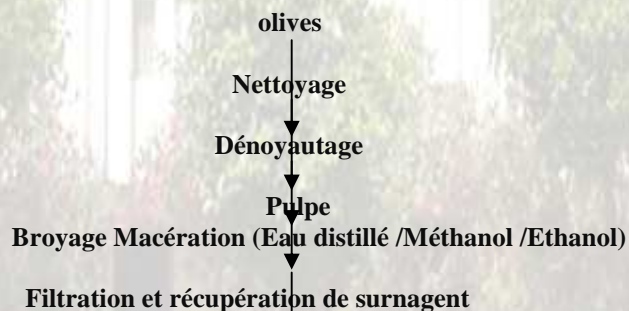 olives
Nettoyage
Dénoyautage
Pulpe
Broyage Macération (Eau distillé /Méthanol /Ethanol)
Filtration et récupération de surnagent